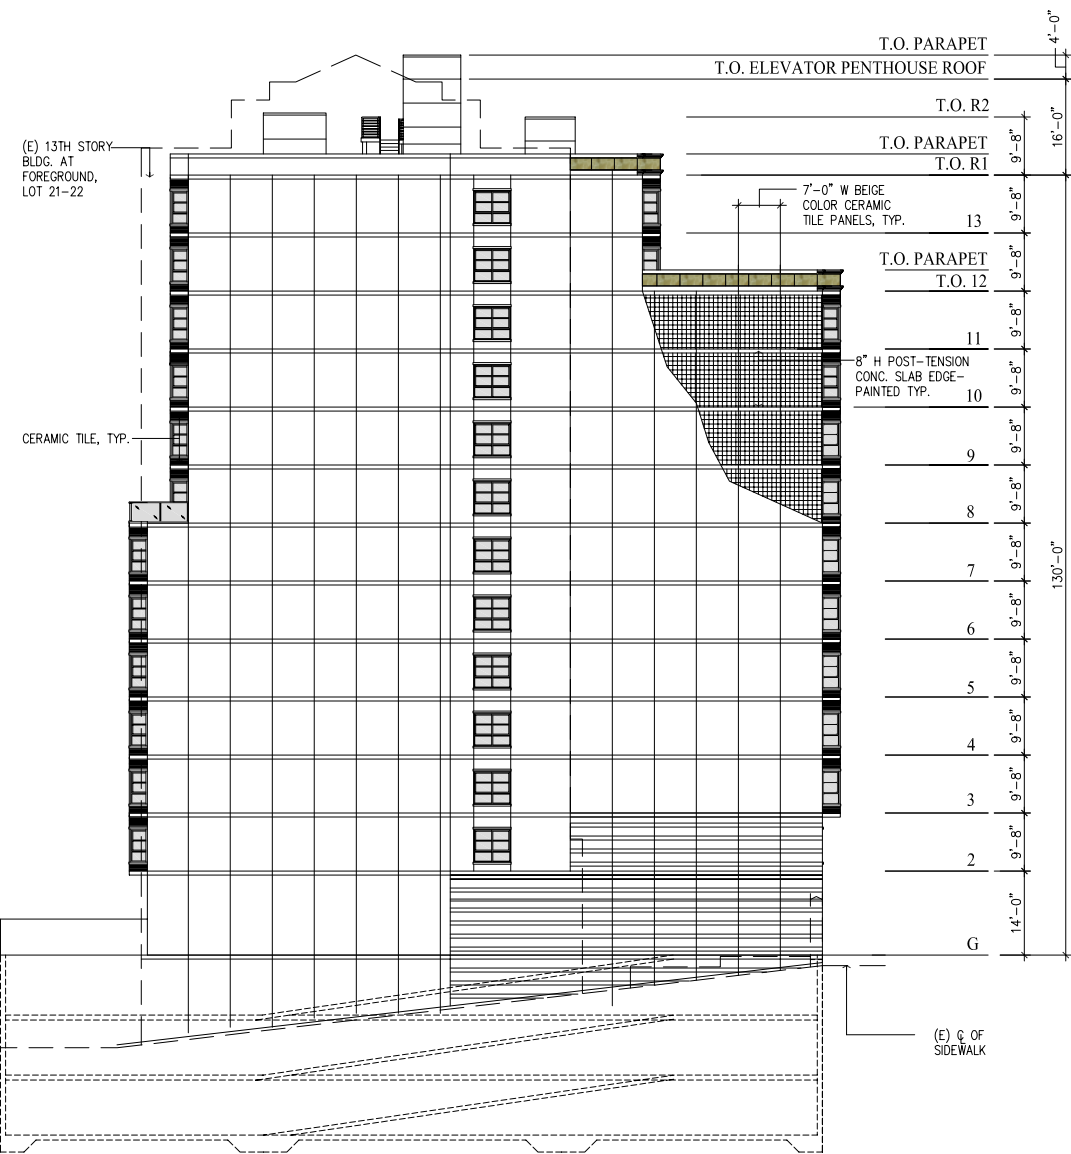 4'-0"
T.O. PARAPET
T.O. ELEVATOR PENTHOUSE ROOF
T.O. R2
16'-0"
(E) 13TH STORY
BLDG. AT
FOREGROUND,
LOT 21-22
T.O. PARAPET
9'-8"
T.O. R1
7'-0" W BEIGE
COLOR CERAMIC
TILE PANELS, TYP.
9'-8"
13
T.O. PARAPET
9'-8"
T.O. 12
9'-8"
11
8" H POST-TENSION
CONC. SLAB EDGE-
PAINTED TYP.
9'-8"
10
CERAMIC TILE, TYP.
9'-8"
9
9'-8"
8
9'-8"
7
130'-0"
9'-8"
6
9'-8"
5
9'-8"
4
9'-8"
3
9'-8"
2
14'-0"
G
(E) ℄ OF
SIDEWALK